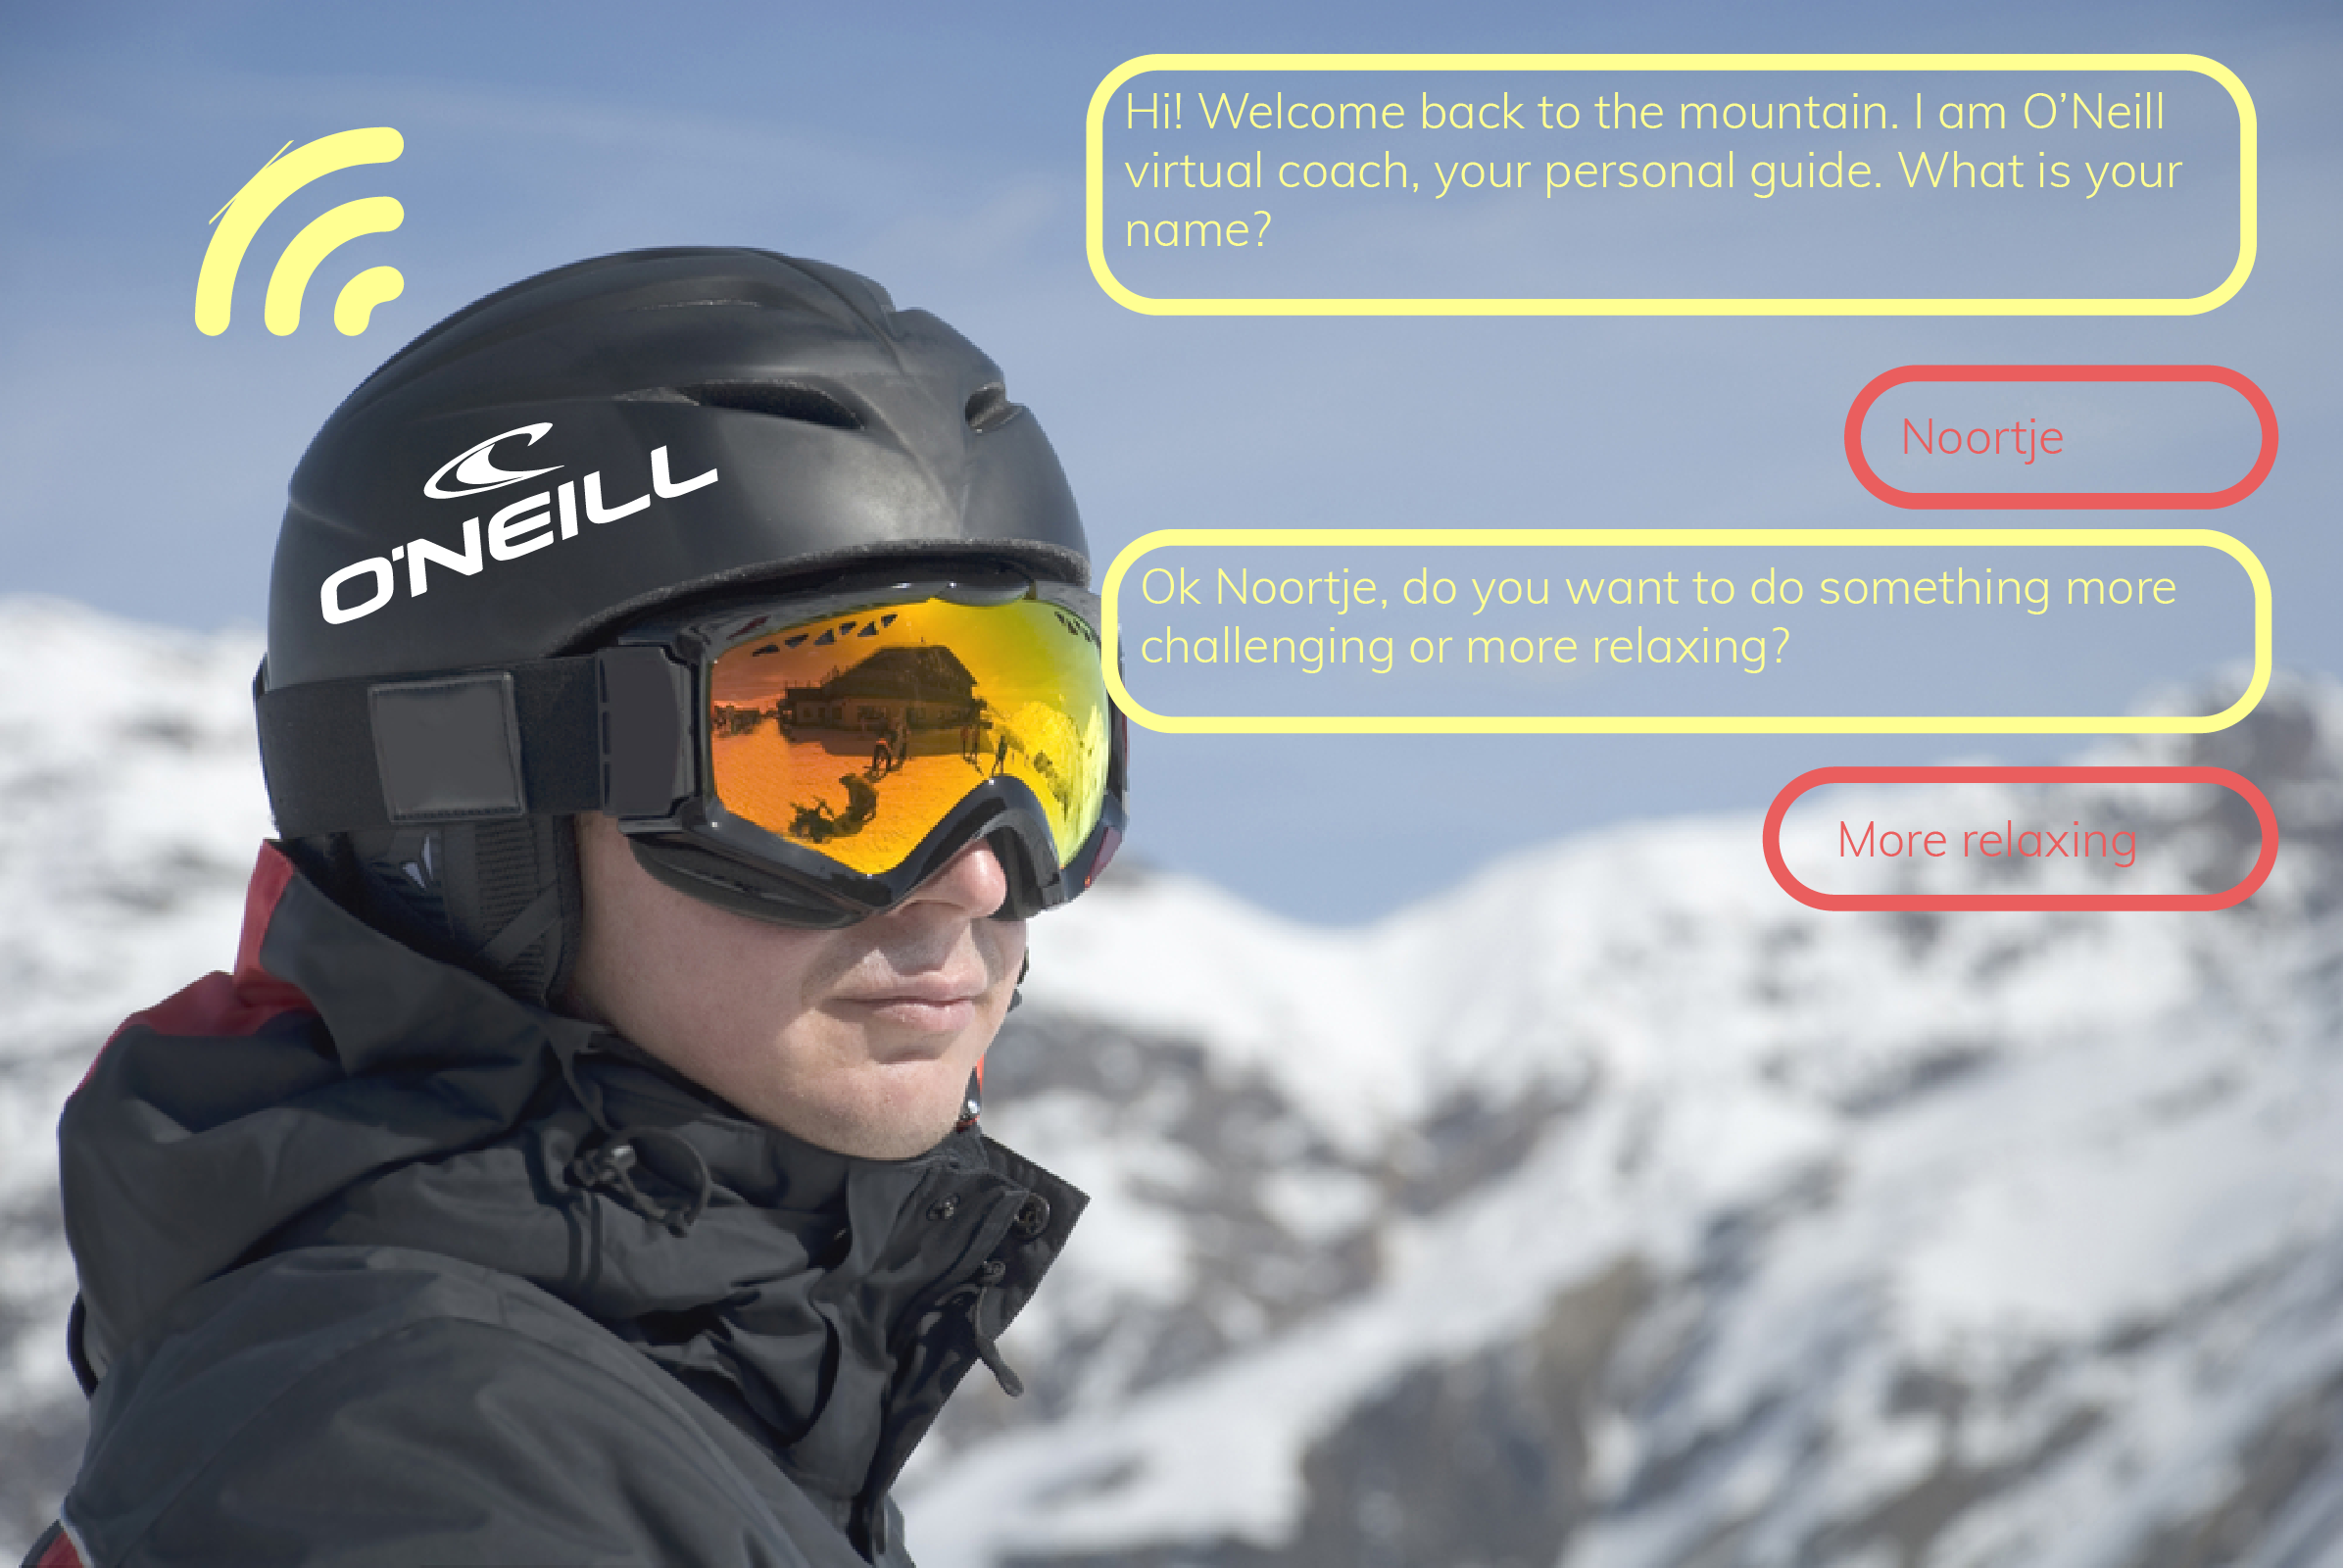 Hi! Welcome back to the mountain. I am O’Neill
virtual coach, your personal guide. What is your
name?
Noortje
O'NEILL
Ok Noortje, do you want to do something more
challenging or more relaxing?
More relaxing